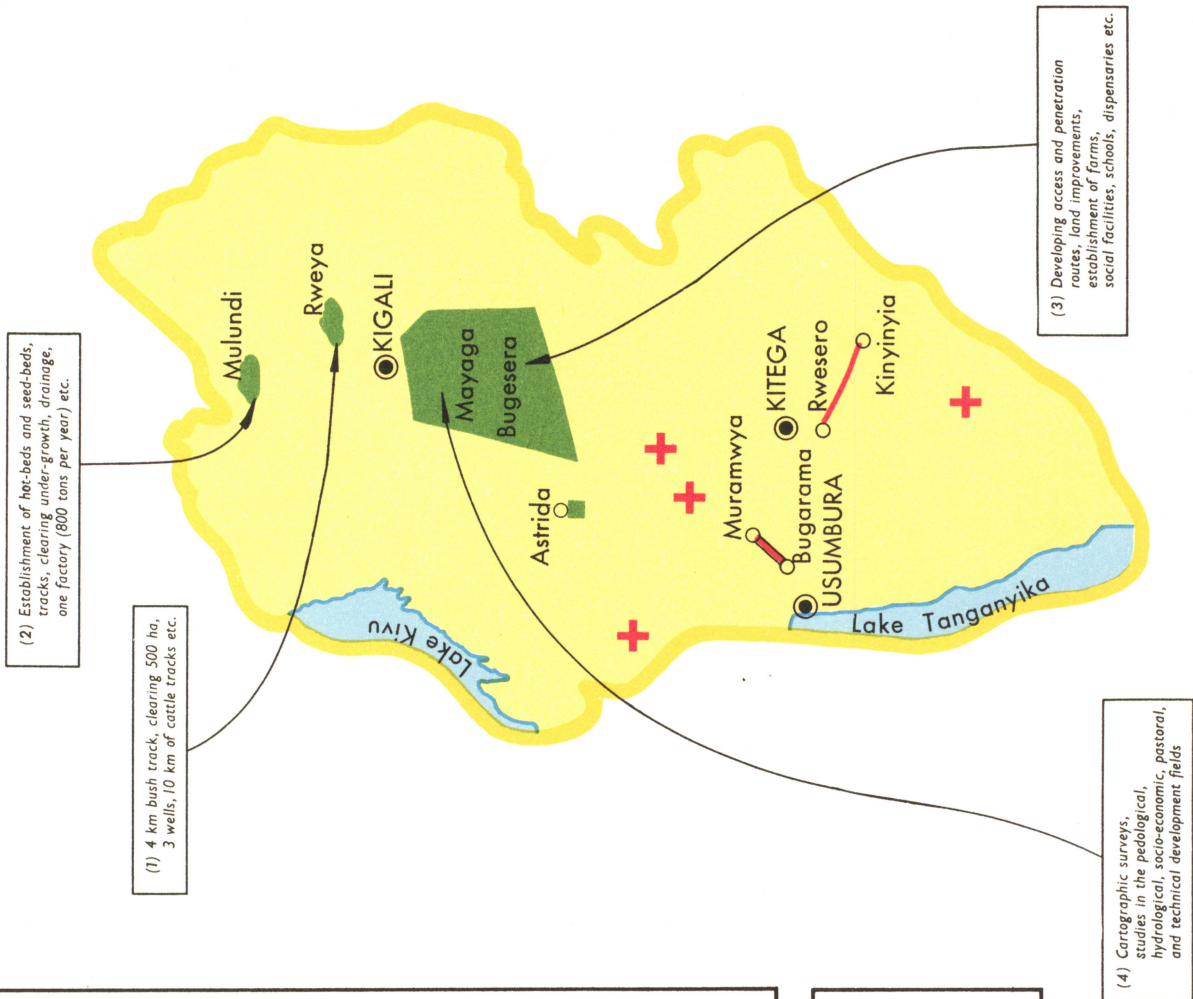 (2) Establishment of hot-beds and seed-beds,
tracks, clearing under-growth, drainage,
one factory (800 tons per year) etc.
(1) 4 km bush track, clearing 500 ha,
3 wells, 10 km of cattle tracks etc.
(3) Developing access and penetration
routes, land improvements,
establishment of farms,
social facilities, schools, dispensaries etc.
(4) Cartographic surveys,
studies in the pedological,
hydrological, socio-economic, pastoral,
and technical development fields
Mulundi
Rweya
KIGALI
Mayaga
Bugesera
Astrida
Lake Kivu
Muramwya
Bugarama
USUMBURA
KITEGA
Rwesero
Kinyinyia
Lake Tanganyika